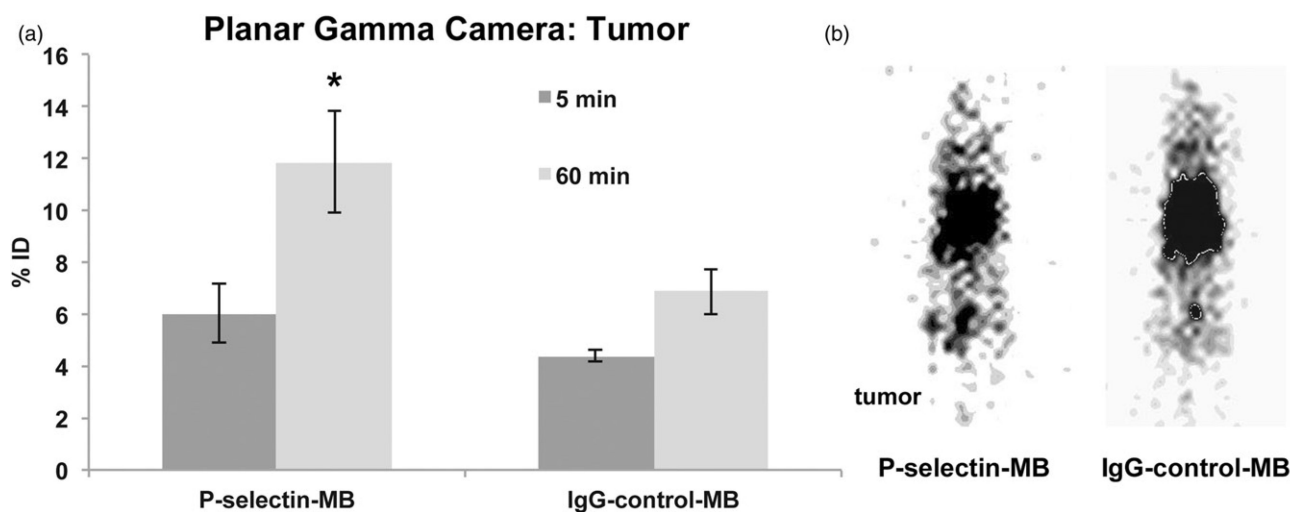 (a)
Planar Gamma Camera: Tumor
16
14
12
10
8
6
4
2
0
% ID
*
5 min
60 min
P-selectin-MB
IgG-control-MB
(b)
tumor
P-selectin-MB
IgG-control-MB